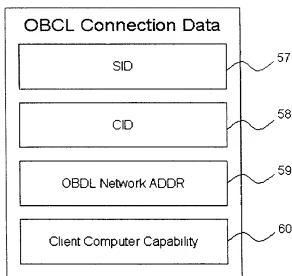 OBCL Connection Data
SID
57
CID
58
OBDL Network ADDR
59
Client Computer Capability
60